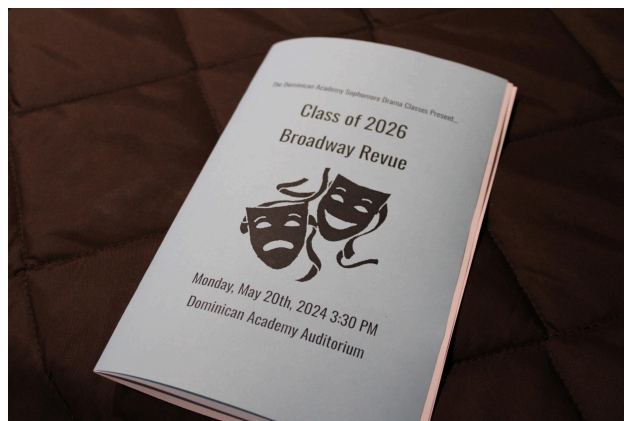 The Dominican Academy Sophomore Drama Classes Present...
Class of 2026
Broadway Revue
Monday, May 20th, 2024 3:30 PM
Dominican Academy Auditorium